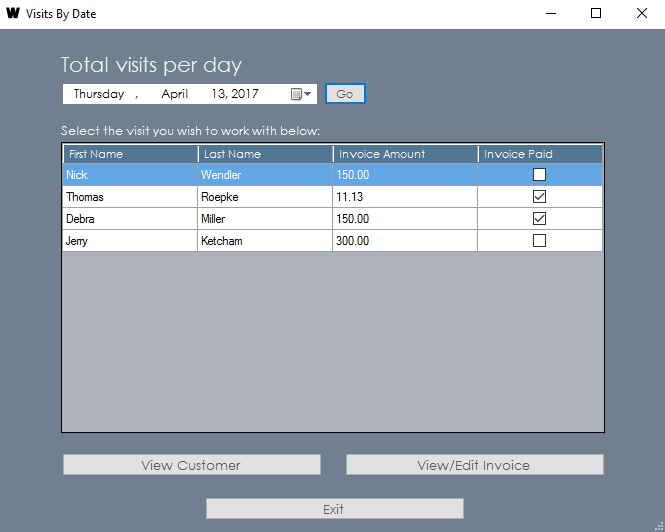 W Visits By Date
Total visits per day
Thursday , April 13, 2017 Go
Select the visit you wish to work with below:
First Name Last Name Invoice Amount Invoice Paid
Nick Wendler 150.00
Thomas Roepke 11.13
Debra Miller 150.00
Jerry Ketcham 300.00
View Customer View/Edit Invoice
Exit